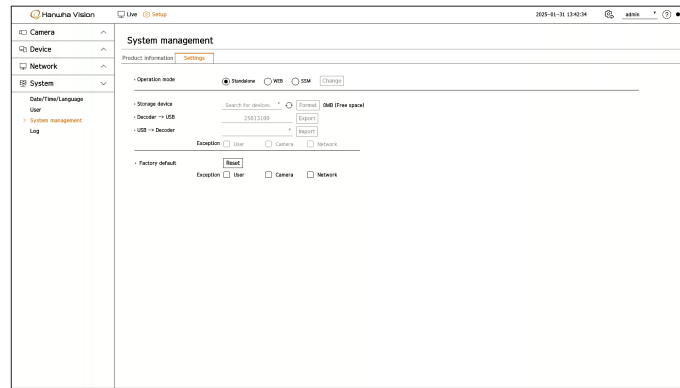 Hanwha Vision
Live Setup 2025-01-31 13:42:34 admin
Camera
Device
Network
System
Date/Time/Language
User
System management
Log
System management
Product information Settings
Operation mode Standalone WEB SSM Change
Storage device Search for devices. Format 0MB (Free space)
Decoder → USB 25013100 Export
USB → Decoder Import
Exception User Camera Network
Factory default Reset
Exception User Camera Network